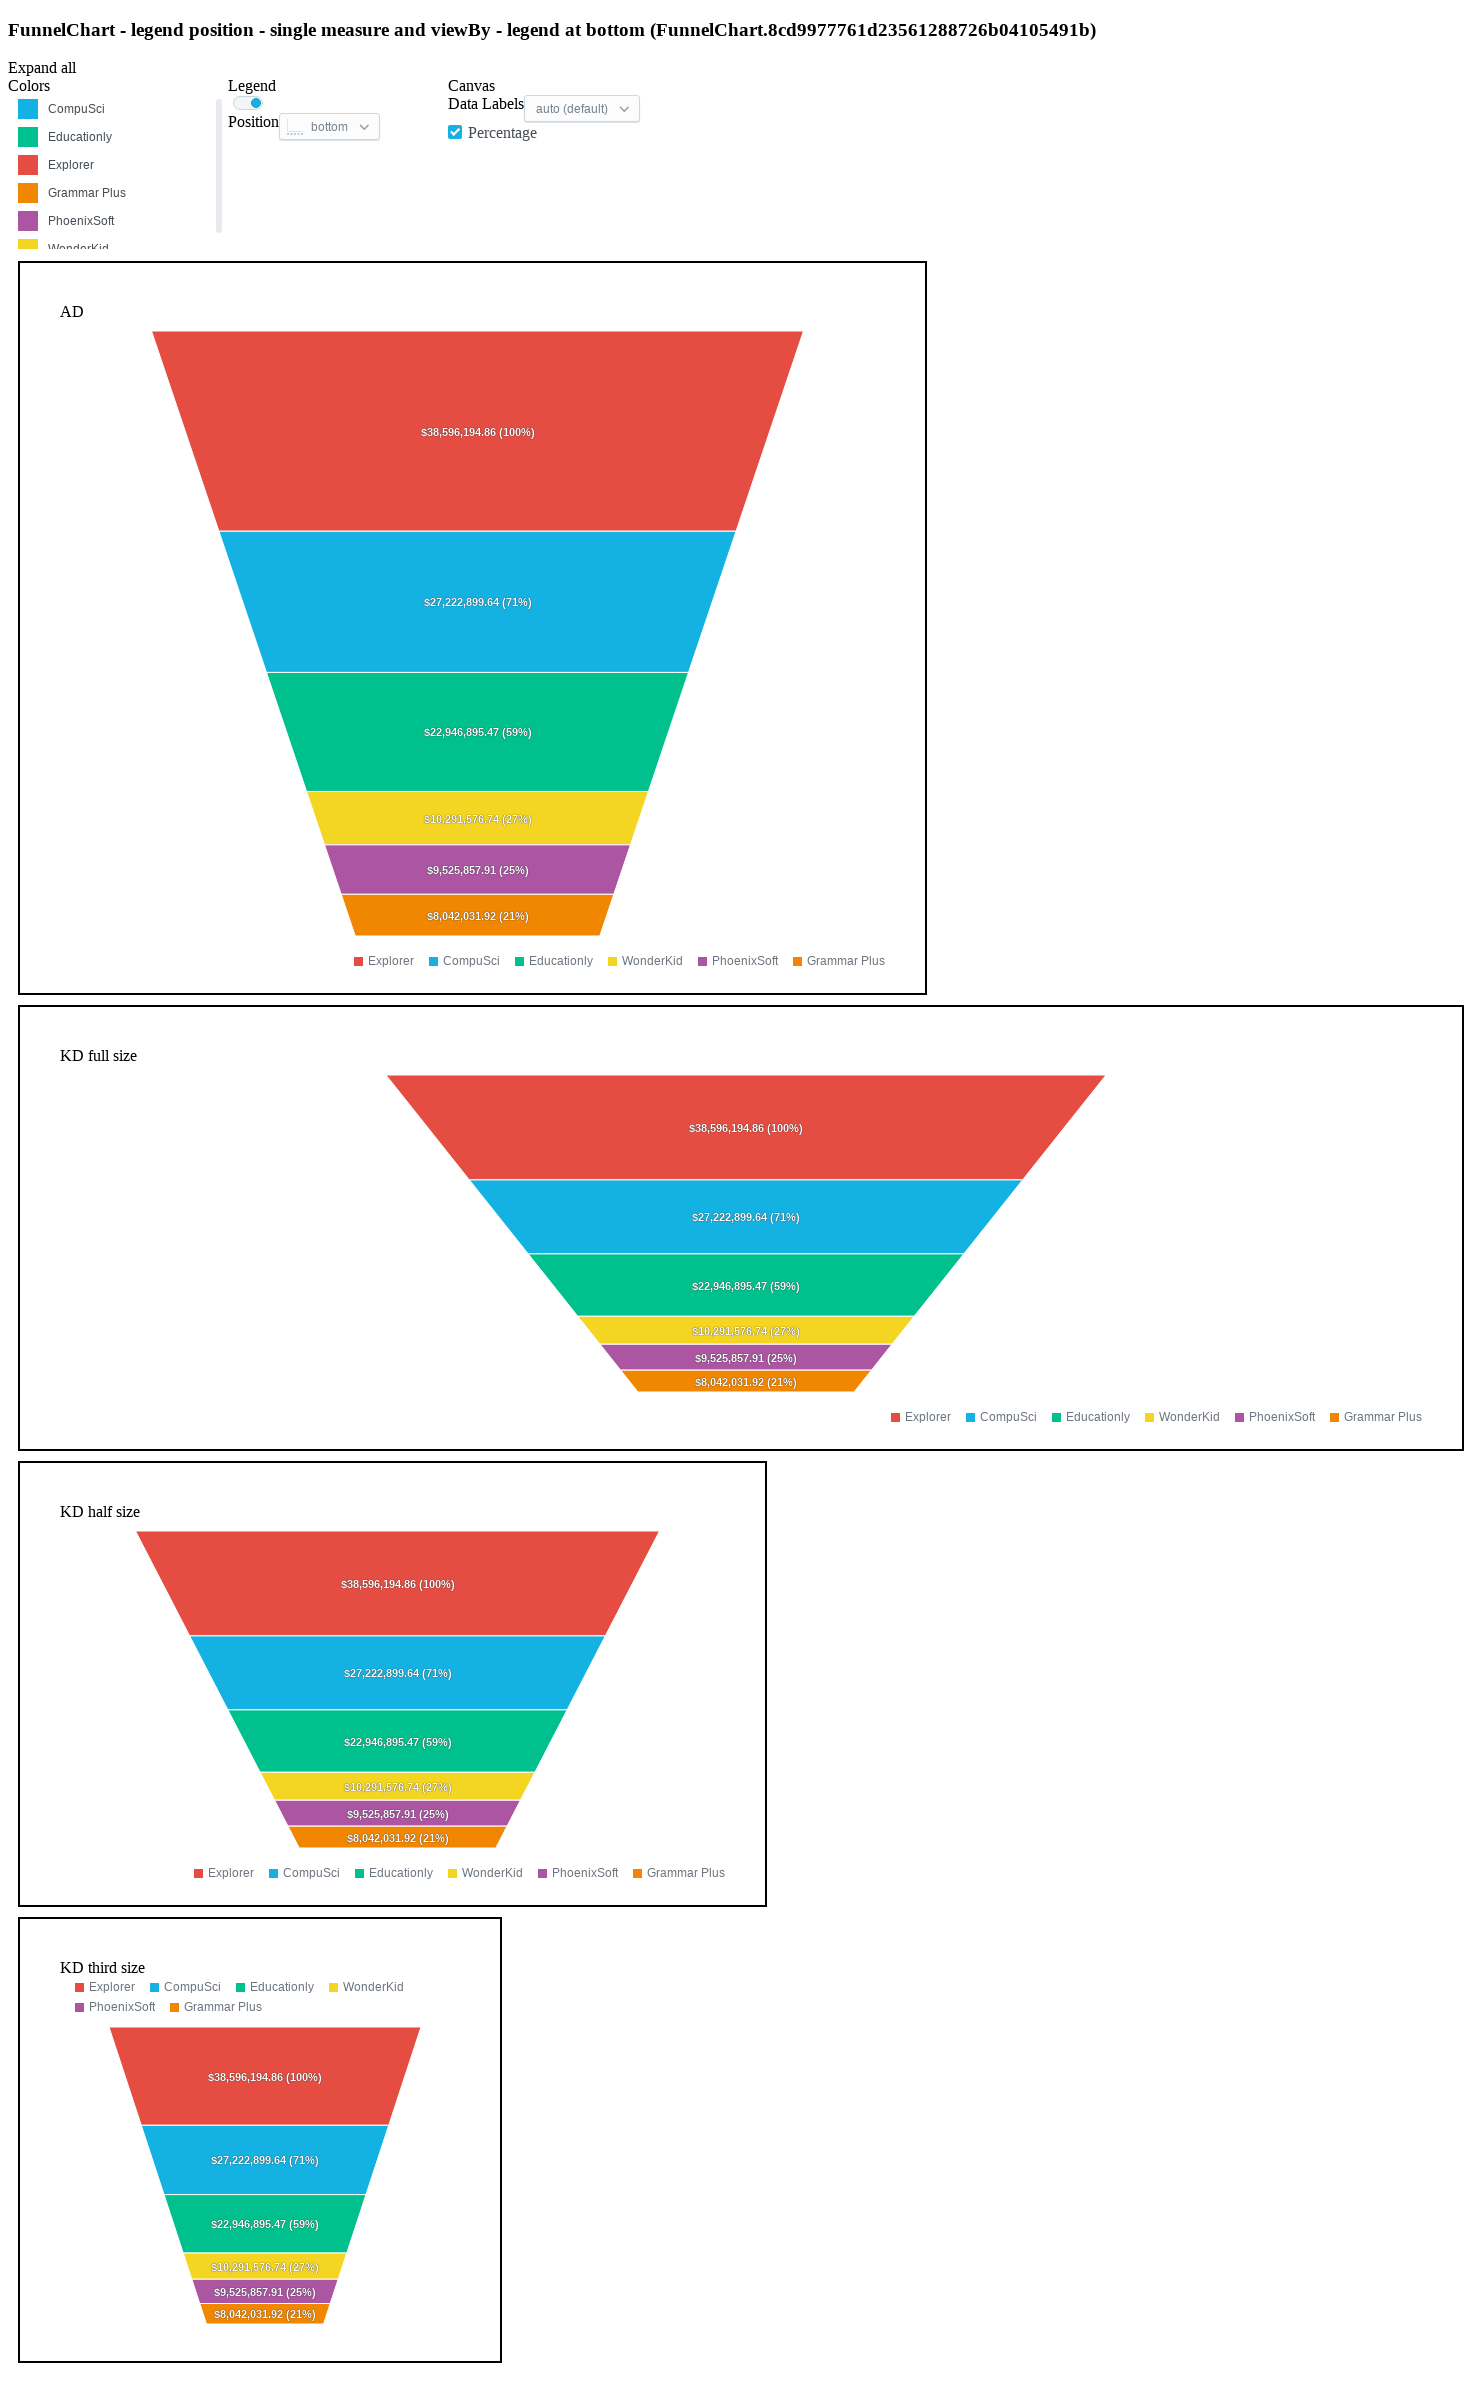 FunnelChart - legend position - single measure and viewBy - legend at bottom (FunnelChart.8cd9977761d23561288726b04105491b)
Expand all
Colors
CompuSci
Educationly
Explorer
Grammar Plus
PhoenixSoft
WonderKid
Legend
Position bottom
Canvas
Data Labels auto (default)
Percentage
AD
$38,596,194.86 (100%)
$27,222,899.64 (71%)
$22,946,895.47 (59%)
$10,291,576.74 (27%)
$9,525,857.91 (25%)
$8,042,031.92 (21%)
Explorer CompuSci Educationly WonderKid PhoenixSoft Grammar Plus
KD full size
$38,596,194.86 (100%)
$27,222,899.64 (71%)
$22,946,895.47 (59%)
$10,291,576.74 (27%)
$9,525,857.91 (25%)
$8,042,031.92 (21%)
Explorer CompuSci Educationly WonderKid PhoenixSoft Grammar Plus
KD half size
$38,596,194.86 (100%)
$27,222,899.64 (71%)
$22,946,895.47 (59%)
$10,291,576.74 (27%)
$9,525,857.91 (25%)
$8,042,031.92 (21%)
Explorer CompuSci Educationly WonderKid PhoenixSoft Grammar Plus
KD third size
Explorer CompuSci Educationly WonderKid
PhoenixSoft Grammar Plus
$38,596,194.86 (100%)
$27,222,899.64 (71%)
$22,946,895.47 (59%)
$10,291,576.74 (27%)
$9,525,857.91 (25%)
$8,042,031.92 (21%)